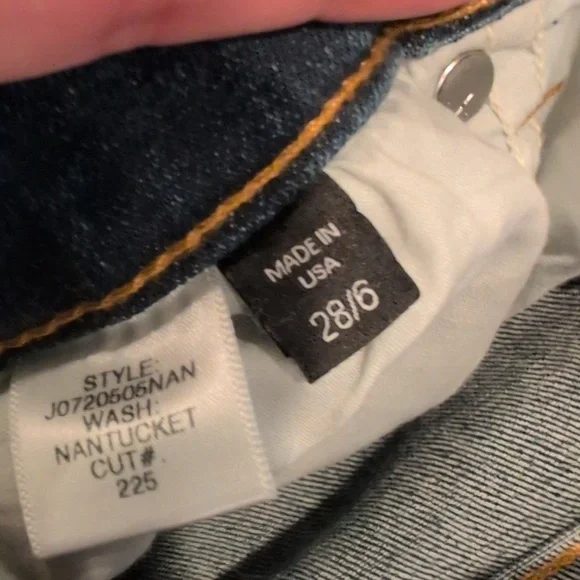 MADE IN
USA
28/6
STYLE:
J0720505NAN
WASH:
NANTUCKET
CUT#
225